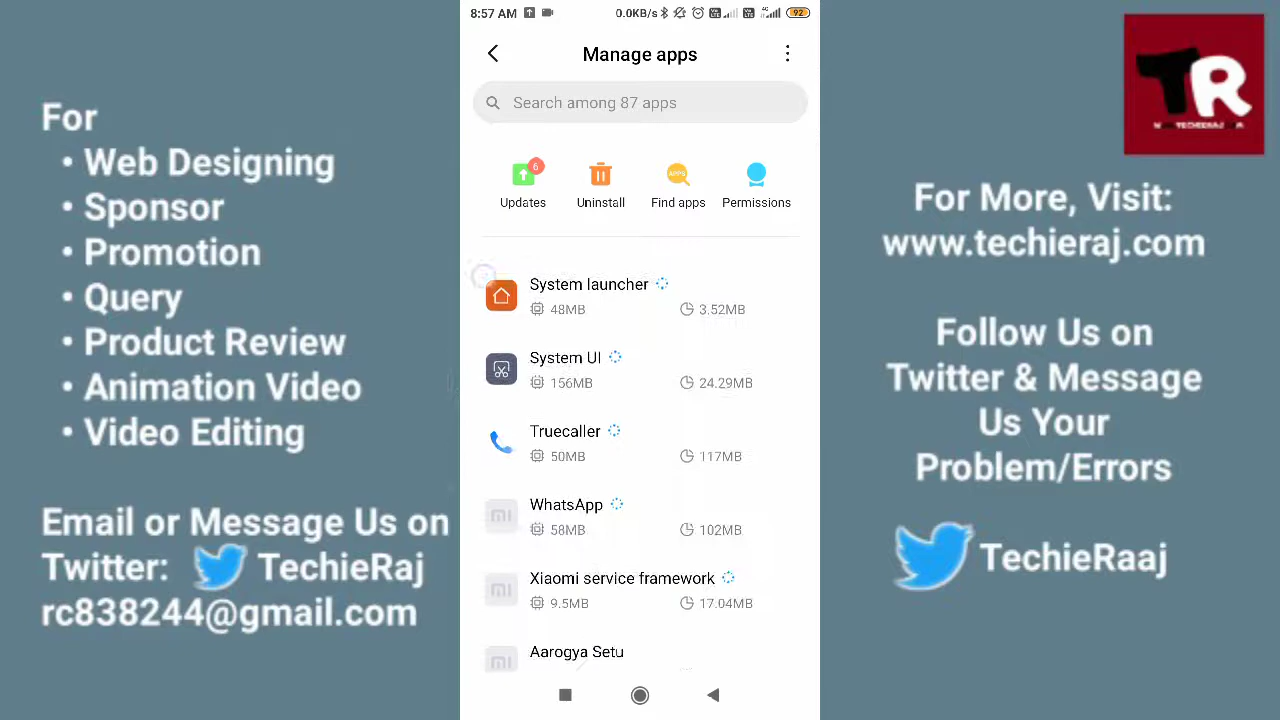 For
• Web Designing
• Sponsor
• Promotion
• Query
• Product Review
• Animation Video
• Video Editing
Email or Message Us on
Twitter: TechieRaj
rc838244@gmail.com
8:57 AM 0.0KB/s 4G 92
Manage apps
Search among 87 apps
6
APPS
Updates Uninstall Find apps Permissions
System launcher
48MB 3.52MB
System UI
156MB 24.29MB
Truecaller
50MB 117MB
WhatsApp
58MB 102MB
Xiaomi service framework
9.5MB 17.04MB
Aarogya Setu
TR
For More, Visit:
www.techieraj.com
Follow Us on
Twitter & Message
Us Your
Problem/Errors
TechieRaaj